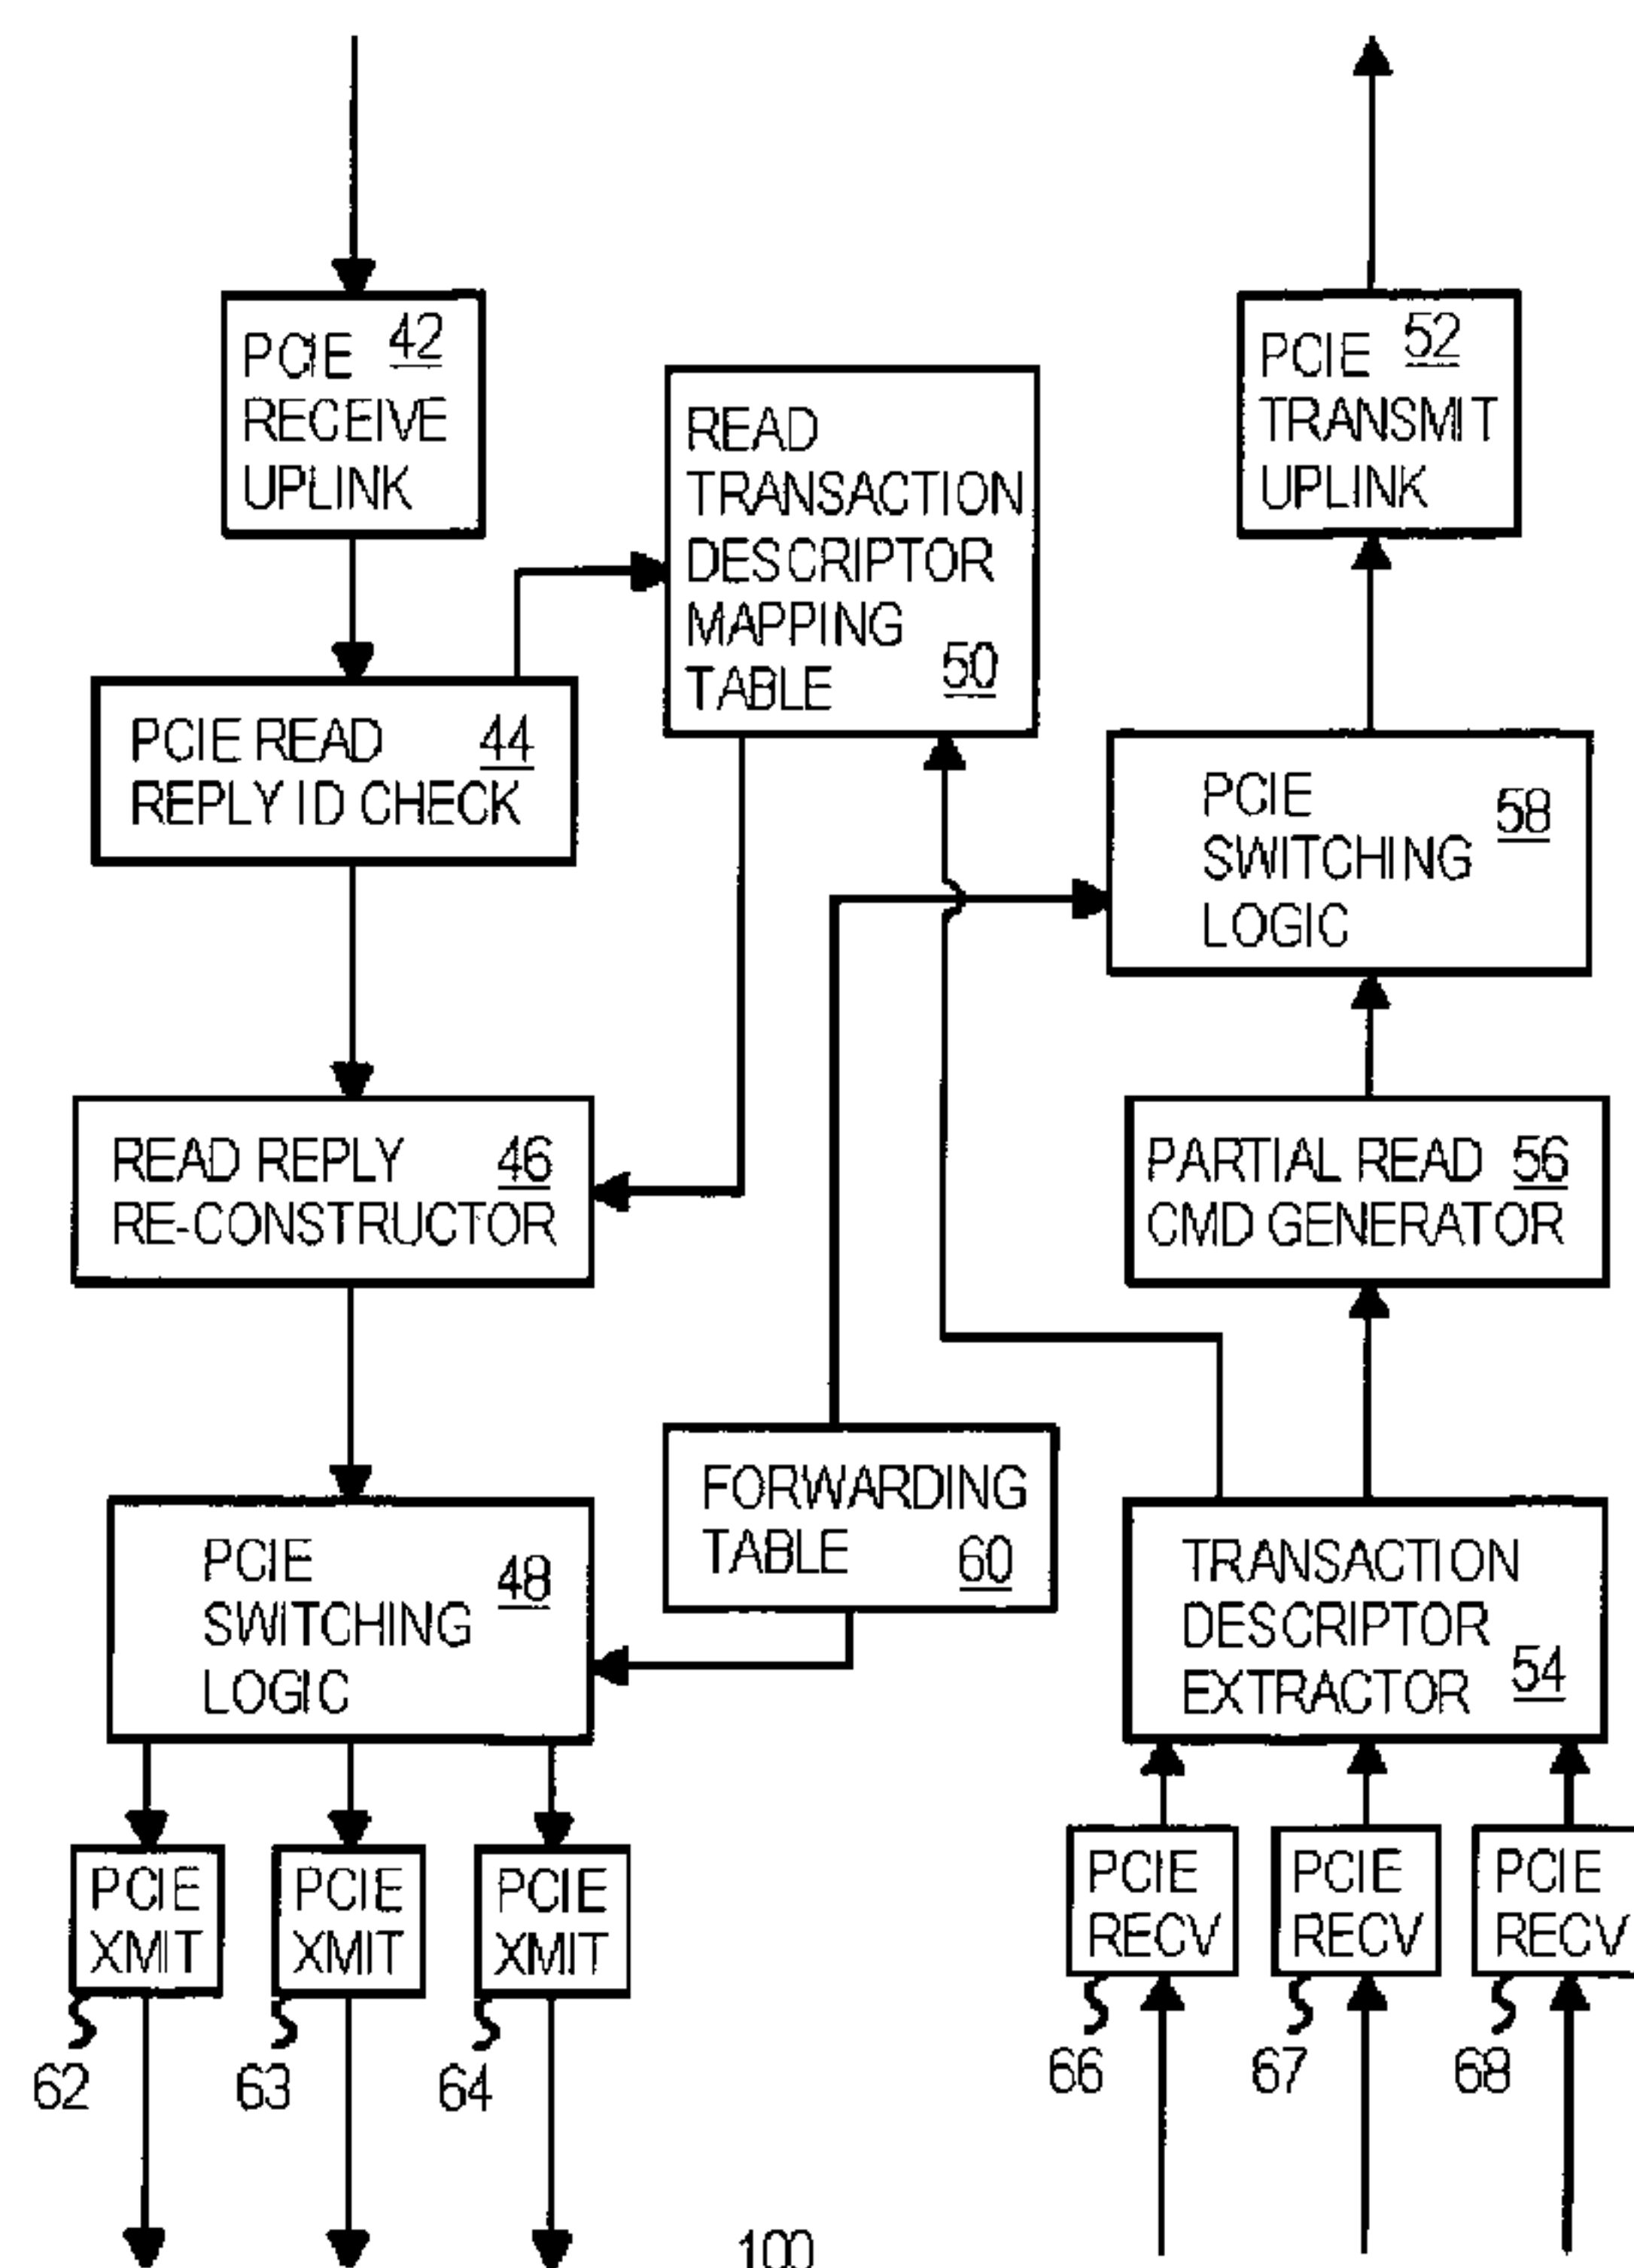 PCIE 42
RECEIVE
UPLINK
PCIE 52
TRANSMIT
UPLINK
READ
TRANSACTION
DESCRIPTOR
MAPPING
TABLE 50
PCIE READ 44
REPLY ID CHECK
PCIE
SWITCHING 58
LOGIC
READ REPLY 46
RE-CONSTRUCTOR
PARTIAL READ 56
CMD GENERATOR
FORWARDING
TABLE 60
PCIE
SWITCHING 48
LOGIC
TRANSACTION
DESCRIPTOR
EXTRACTOR 54
PCIE
XMIT
PCIE
XMIT
PCIE
XMIT
PCIE
RECV
PCIE
RECV
PCIE
RECV
62
63
64
66
67
68
100